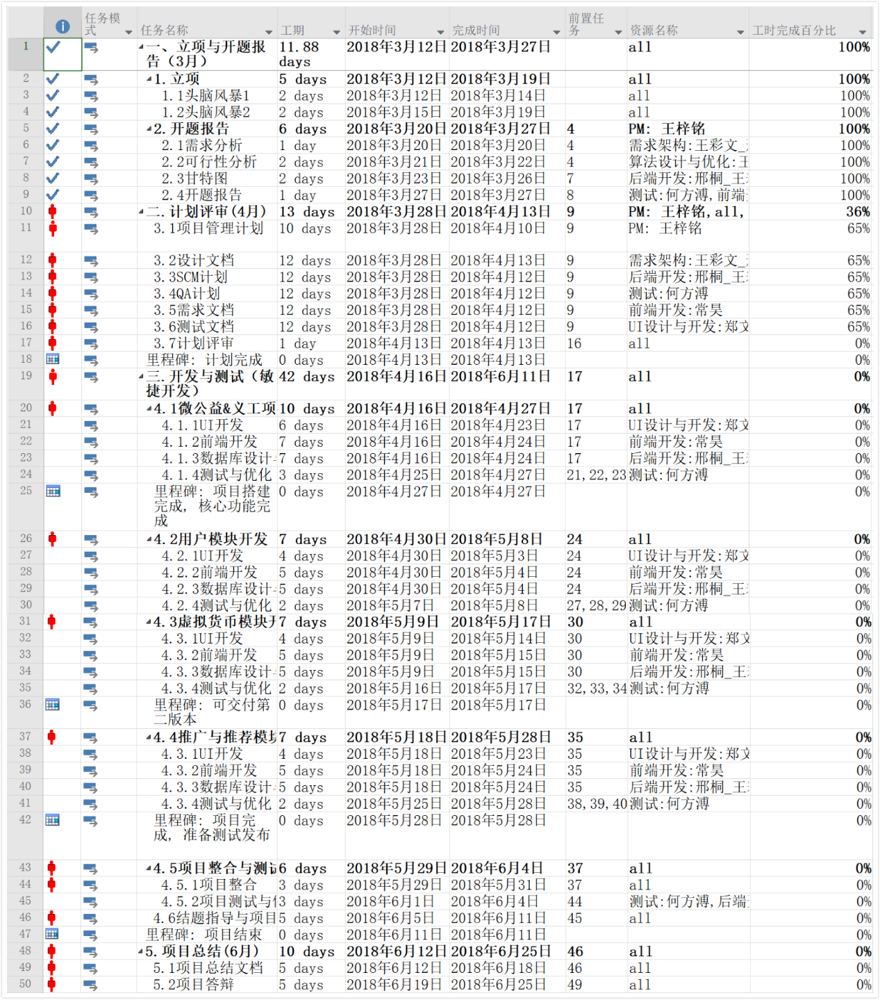 任务模式 任务名称 工期 开始时间 完成时间 前置任务 资源名称 工时完成百分比
1 一、立项与开题报告（3月） 11.88 days 2018年3月12日 2018年3月27日 all 100%
2 1.立项 5 days 2018年3月12日 2018年3月19日 all 100%
3 1.1头脑风暴1 2 days 2018年3月12日 2018年3月14日 all 100%
4 1.2头脑风暴2 2 days 2018年3月15日 2018年3月19日 all 100%
5 2.开题报告 6 days 2018年3月20日 2018年3月27日 4 PM: 王梓铭 100%
6 2.1需求分析 1 day 2018年3月20日 2018年3月20日 4 需求架构:王彩文_ 100%
7 2.2可行性分析 2 days 2018年3月21日 2018年3月22日 4 算法设计与优化:王 100%
8 2.3甘特图 2 days 2018年3月23日 2018年3月26日 7 后端开发:邢桐_王 100%
9 2.4开题报告 1 day 2018年3月27日 2018年3月27日 8 测试:何方溥,前端 100%
10 二.计划评审(4月) 13 days 2018年3月28日 2018年4月13日 9 PM: 王梓铭,all, 36%
11 3.1项目管理计划 10 days 2018年3月28日 2018年4月10日 9 PM: 王梓铭 65%
12 3.2设计文档 12 days 2018年3月28日 2018年4月13日 9 需求架构:王彩文_ 65%
13 3.3SCM计划 12 days 2018年3月28日 2018年4月12日 9 后端开发:邢桐_王 65%
14 3.4QA计划 12 days 2018年3月28日 2018年4月12日 9 测试:何方溥 65%
15 3.5需求文档 12 days 2018年3月28日 2018年4月12日 9 前端开发:常昊 65%
16 3.6测试文档 12 days 2018年3月28日 2018年4月12日 9 UI设计与开发:郑文 65%
17 3.7计划评审 1 day 2018年4月13日 2018年4月13日 16 all 0%
18 里程碑: 计划完成 0 days 2018年4月13日 2018年4月13日 0%
19 三.开发与测试（敏捷开发） 42 days 2018年4月16日 2018年6月11日 17 all 0%
20 4.1微公益&义工项 10 days 2018年4月16日 2018年4月27日 17 all 0%
21 4.1.1UI开发 6 days 2018年4月16日 2018年4月23日 17 UI设计与开发:郑文 0%
22 4.1.2前端开发 7 days 2018年4月16日 2018年4月24日 17 前端开发:常昊 0%
23 4.1.3数据库设计 7 days 2018年4月16日 2018年4月24日 17 后端开发:邢桐_王 0%
24 4.1.4测试与优化 3 days 2018年4月25日 2018年4月27日 21,22,23 测试:何方溥 0%
25 里程碑: 项目搭建完成, 核心功能完成 0 days 2018年4月27日 2018年4月27日 0%
26 4.2用户模块开发 7 days 2018年4月30日 2018年5月8日 24 all 0%
27 4.2.1UI开发 4 days 2018年4月30日 2018年5月3日 24 UI设计与开发:郑文 0%
28 4.2.2前端开发 5 days 2018年4月30日 2018年5月4日 24 前端开发:常昊 0%
29 4.2.3数据库设计 5 days 2018年4月30日 2018年5月4日 24 后端开发:邢桐_王 0%
30 4.2.4测试与优化 2 days 2018年5月7日 2018年5月8日 27,28,29 测试:何方溥 0%
31 4.3虚拟货币模块开 7 days 2018年5月9日 2018年5月17日 30 all 0%
32 4.3.1UI开发 4 days 2018年5月9日 2018年5月14日 30 UI设计与开发:郑文 0%
33 4.3.2前端开发 5 days 2018年5月9日 2018年5月15日 30 前端开发:常昊 0%
34 4.3.3数据库设计 5 days 2018年5月9日 2018年5月15日 30 后端开发:邢桐_王 0%
35 4.3.4测试与优化 2 days 2018年5月16日 2018年5月17日 32,33,34 测试:何方溥 0%
36 里程碑: 可交付第二版本 0 days 2018年5月17日 2018年5月17日 0%
37 4.4推广与推荐模块 7 days 2018年5月18日 2018年5月28日 35 all 0%
38 4.3.1UI开发 4 days 2018年5月18日 2018年5月23日 35 UI设计与开发:郑文 0%
39 4.3.2前端开发 5 days 2018年5月18日 2018年5月24日 35 前端开发:常昊 0%
40 4.3.3数据库设计 5 days 2018年5月18日 2018年5月24日 35 后端开发:邢桐_王 0%
41 4.3.4测试与优化 2 days 2018年5月25日 2018年5月28日 38,39,40 测试:何方溥 0%
42 里程碑: 项目完成, 准备测试发布 0 days 2018年5月28日 2018年5月28日 0%
43 4.5项目整合与测试 6 days 2018年5月29日 2018年6月4日 37 all 0%
44 4.5.1项目整合 3 days 2018年5月29日 2018年5月31日 37 all 0%
45 4.5.2项目测试与 3 days 2018年6月1日 2018年6月4日 44 测试:何方溥,后端 0%
46 4.6结题指导与项目 5 days 2018年6月5日 2018年6月11日 45 all 0%
47 里程碑: 项目结束 0 days 2018年6月11日 2018年6月11日 0%
48 5.项目总结(6月) 10 days 2018年6月12日 2018年6月25日 46 all 0%
49 5.1项目总结文档 5 days 2018年6月12日 2018年6月18日 46 all 0%
50 5.2项目答辩 5 days 2018年6月19日 2018年6月25日 49 all 0%